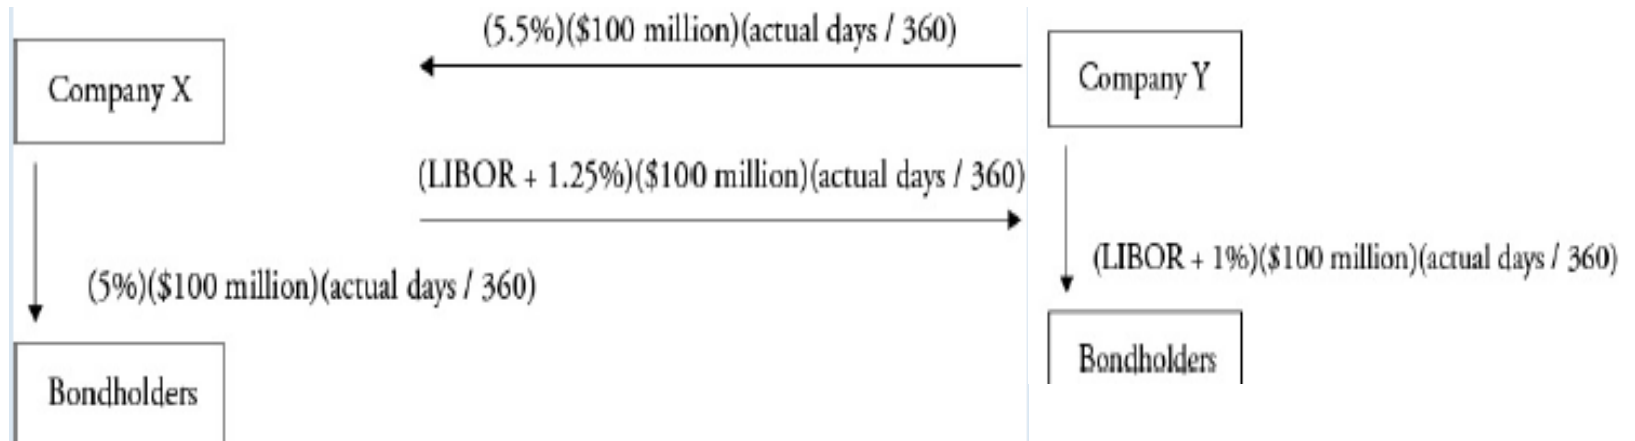 (5.5%)($100 million)(actual days / 360)
Company X
Company Y
(LIBOR + 1.25%)($100 million)(actual days / 360)
(LIBOR + 1%)($100 million)(actual days / 360)
(5%)($100 million)(actual days / 360)
Bondholders
Bondholders